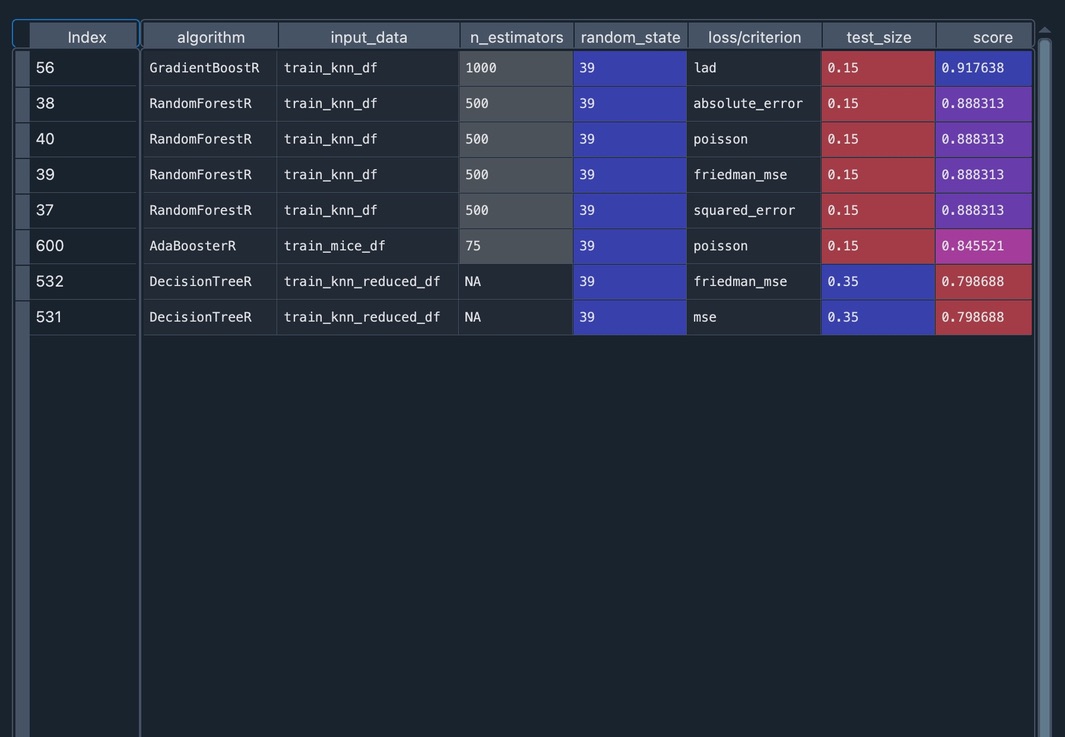 Index algorithm input_data n_estimators random_state loss/criterion test_size score
56 GradientBoostR train_knn_df 1000 39 lad 0.15 0.917638
38 RandomForestR train_knn_df 500 39 absolute_error 0.15 0.888313
40 RandomForestR train_knn_df 500 39 poisson 0.15 0.888313
39 RandomForestR train_knn_df 500 39 friedman_mse 0.15 0.888313
37 RandomForestR train_knn_df 500 39 squared_error 0.15 0.888313
600 AdaBoosterR train_mice_df 75 39 poisson 0.15 0.845521
532 DecisionTreeR train_knn_reduced_df NA 39 friedman_mse 0.35 0.798688
531 DecisionTreeR train_knn_reduced_df NA 39 mse 0.35 0.798688